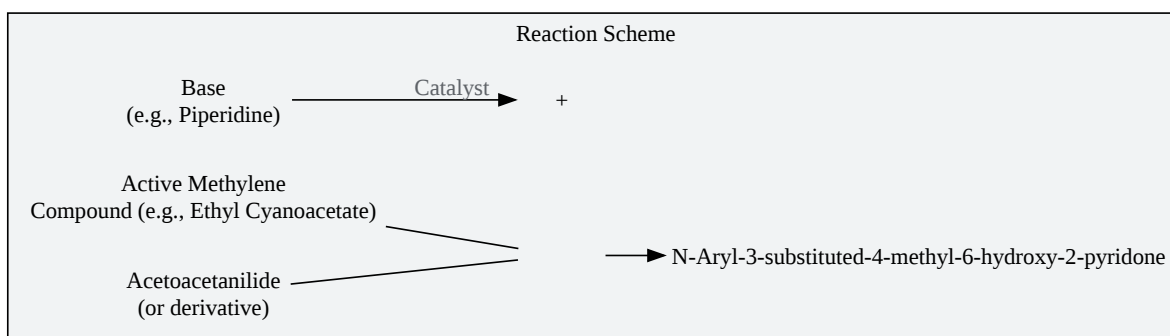 Reaction Scheme
Base
(e.g., Piperidine)
Catalyst
+
Active Methylene
Compound (e.g., Ethyl Cyanoacetate)
N-Aryl-3-substituted-4-methyl-6-hydroxy-2-pyridone
Acetoacetanilide
(or derivative)